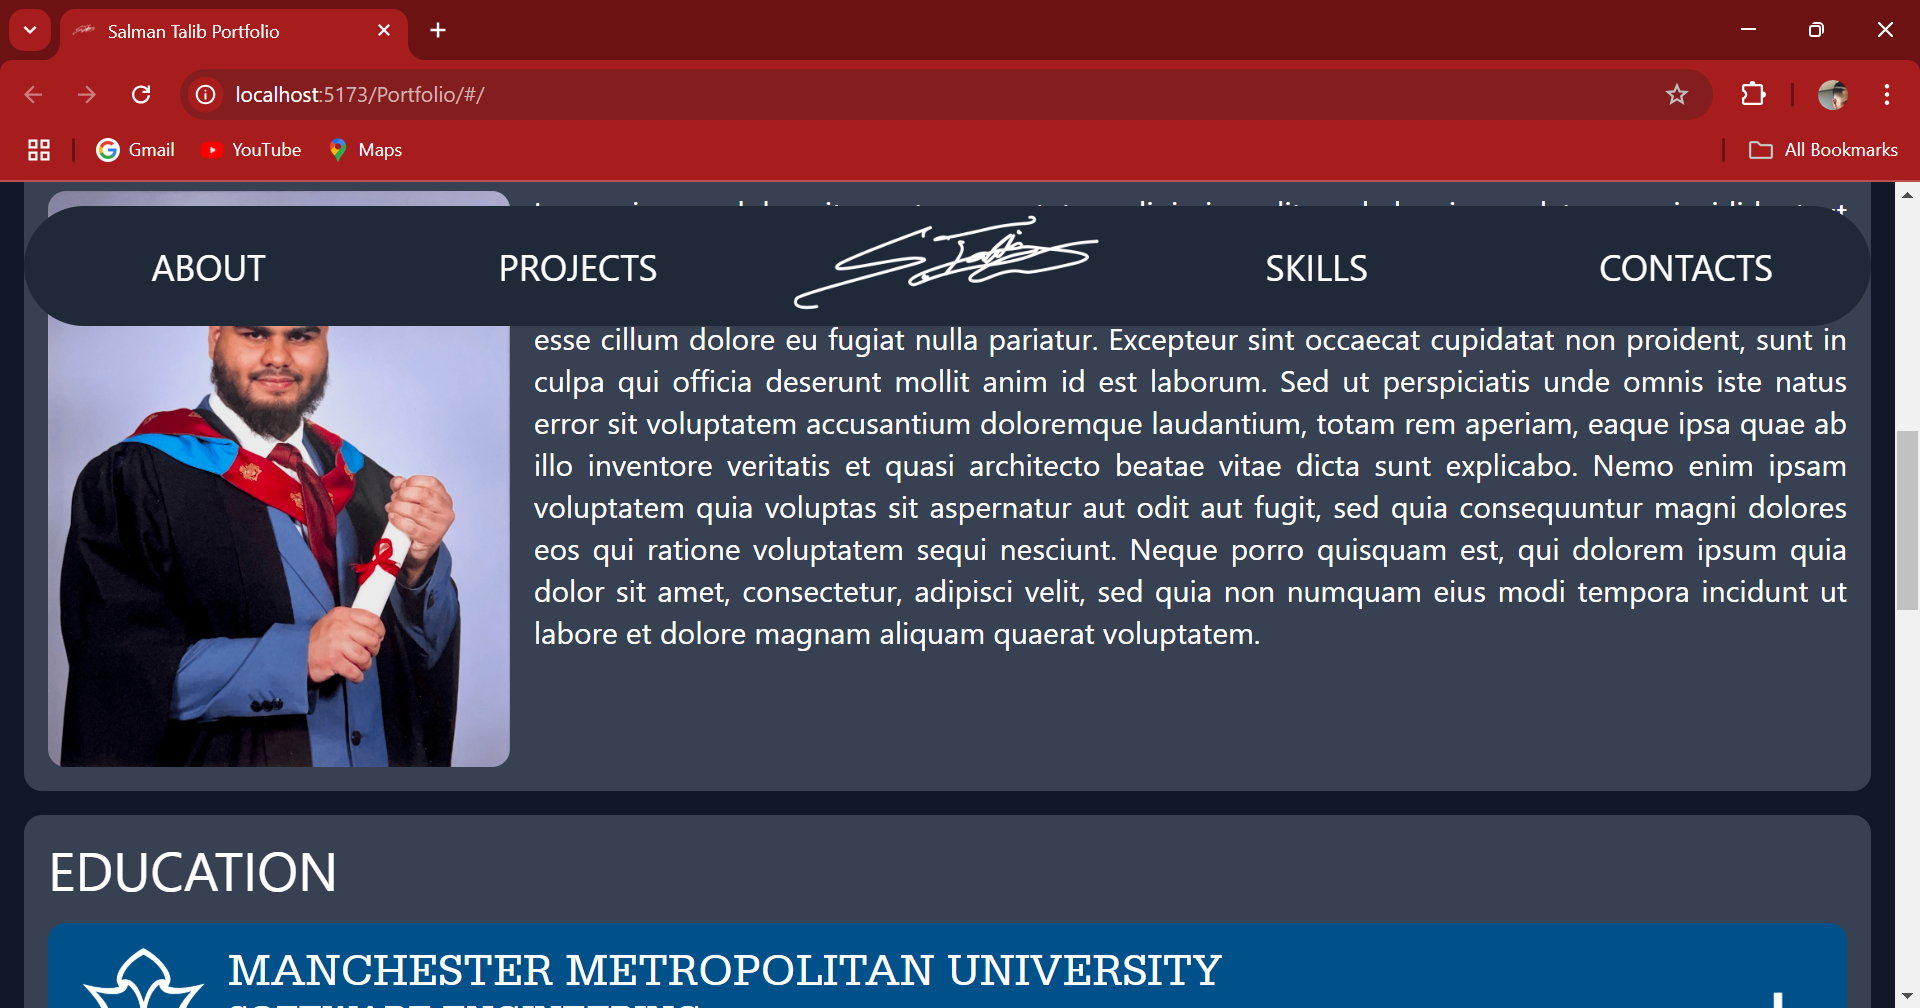 Salman Talib Portfolio
localhost:5173/Portfolio/#/
Gmail
YouTube
Maps
All Bookmarks
ABOUT
PROJECTS
S.Talib
SKILLS
CONTACTS
esse cillum dolore eu fugiat nulla pariatur. Excepteur sint occaecat cupidatat non proident, sunt in
culpa qui officia deserunt mollit anim id est laborum. Sed ut perspiciatis unde omnis iste natus
error sit voluptatem accusantium doloremque laudantium, totam rem aperiam, eaque ipsa quae ab
illo inventore veritatis et quasi architecto beatae vitae dicta sunt explicabo. Nemo enim ipsam
voluptatem quia voluptas sit aspernatur aut odit aut fugit, sed quia consequuntur magni dolores
eos qui ratione voluptatem sequi nesciunt. Neque porro quisquam est, qui dolorem ipsum quia
dolor sit amet, consectetur, adipisci velit, sed quia non numquam eius modi tempora incidunt ut
labore et dolore magnam aliquam quaerat voluptatem.
EDUCATION
MANCHESTER METROPOLITAN UNIVERSITY
SOFTWARE ENGINEERING